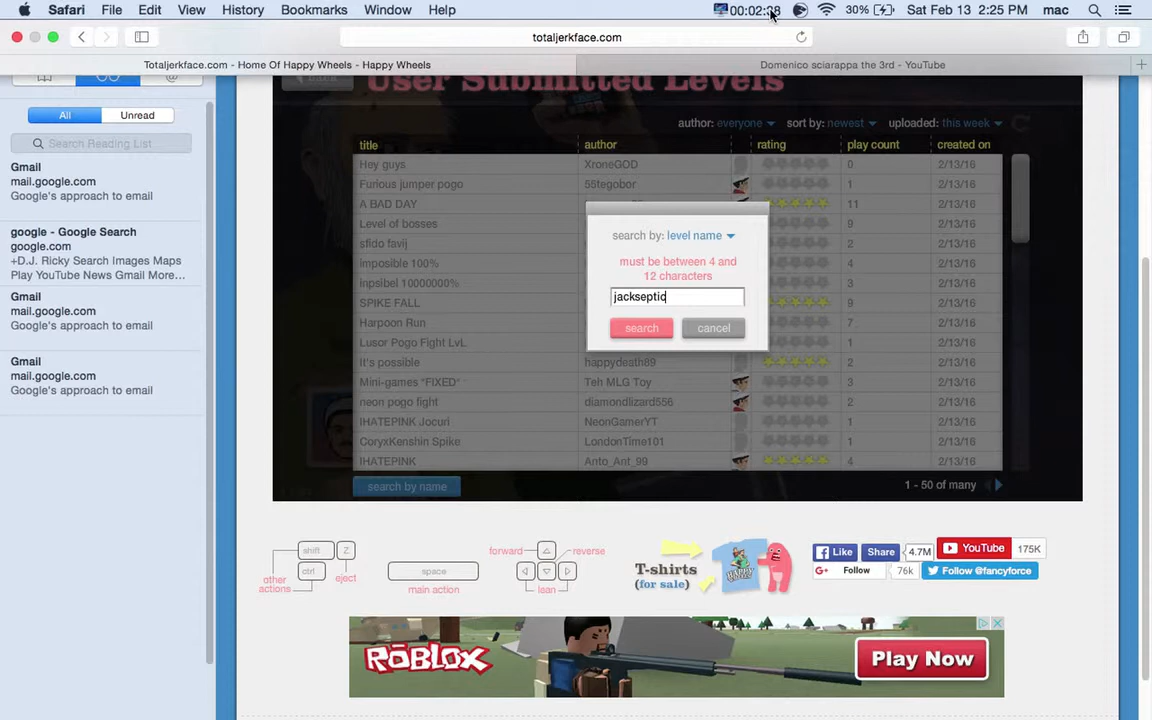 Safari File Edit View History Bookmarks Window Help 00:02:38 30% Sat Feb 13 2:25 PM mac
totaljerkface.com
Totaljerkface.com - Home Of Happy Wheels - Happy Wheels
Domenico sciarappa the 3rd - YouTube
All Unread
Search Reading List
Gmail
mail.google.com
Google's approach to email
google - Google Search
google.com
+D.J. Ricky Search Images Maps
Play YouTube News Gmail More...
Gmail
mail.google.com
Google's approach to email
Gmail
mail.google.com
Google's approach to email
back
User Submitted Levels
author: everyone sort by: newest uploaded: this week
title author rating play count created on
Hey guys XroneGOD 0 2/13/16
Furious jumper pogo 55tegobor 1 2/13/16
A BAD DAY 11 2/13/16
Level of bosses 9 2/13/16
sfido favij 2 2/13/16
imposible 100% 4 2/13/16
inpsibel 10000000% 3 2/13/16
SPIKE FALL 9 2/13/16
Harpoon Run 7 2/13/16
Lusor Pogo Fight LvL 1 2/13/16
It's possible happydeath89 2 2/13/16
Mini-games "FIXED" Teh MLG Toy 3 2/13/16
neon pogo fight diamondlizard556 2 2/13/16
IHATEPINK Jocuri NeonGamerYT 1 2/13/16
CoryxKenshin Spike LondonTime101 1 2/13/16
IHATEPINK Anto_Ant_99 4 2/13/16
search by: level name
must be between 4 and
12 characters
jackseptic
search cancel
search by name
1 - 50 of many
shift Z
ctrl
other
actions
eject
space
main action
forward reverse
lean
T-shirts
(for sale)
Like Share 4.7M YouTube 175K
Follow 76k Follow @fancyforce
ROBLOX
Play Now